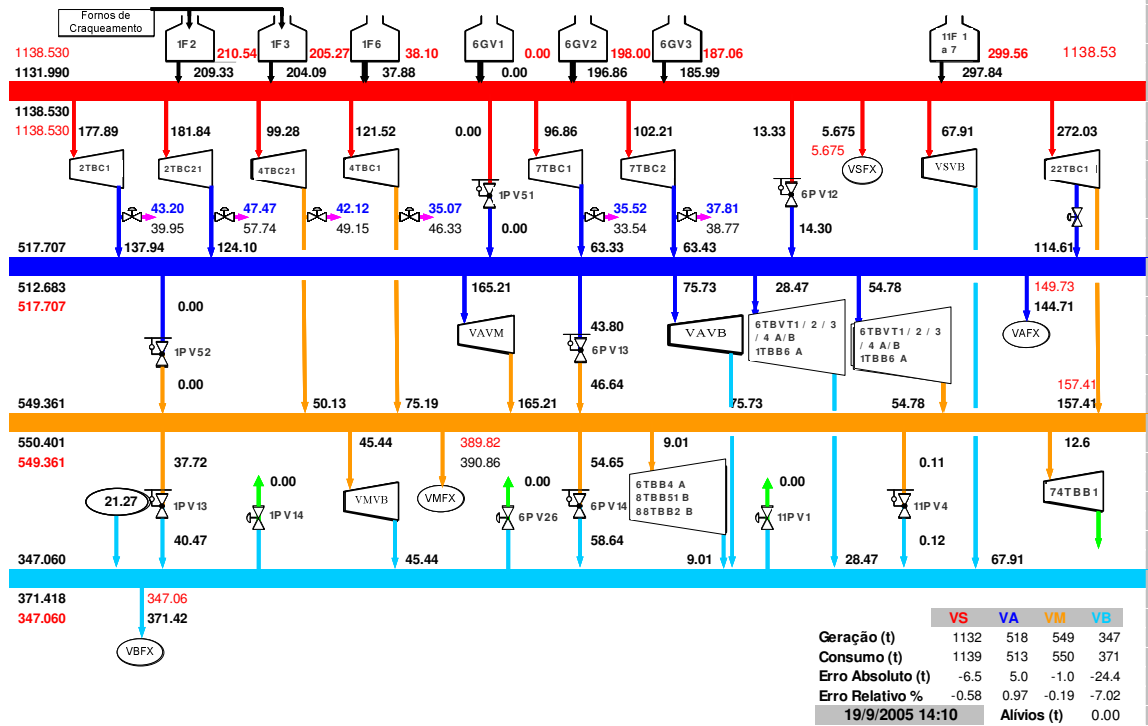 Fornos de
Craqueamento
1F2
1F3
1F6
6GV1
6GV2
6GV3
11F 1
a 7
1138.530
210.54
205.27
38.10
0.00
198.00
187.06
299.56
1138.53
1131.990
209.33
204.09
37.88
0.00
196.86
185.99
297.84
1138.530
1138.530
177.89
181.84
99.28
121.52
0.00
96.86
102.21
13.33
5.675
5.675
67.91
272.03
2TBC1
2TBC21
4TBC21
4TBC1
1PV51
7TBC1
7TBC2
6PV12
VSFX
VSVB
22TBC1
43.20
39.95
47.47
57.74
42.12
49.15
35.07
46.33
0.00
35.52
33.54
37.81
38.77
14.30
517.707
137.94
124.10
63.33
63.43
114.61
512.683
517.707
0.00
165.21
43.80
75.73
28.47
54.78
149.73
144.71
1PV52
VAVM
6PV13
VAVB
6TBVT1 / 2 / 3
/ 4 A/B
1TBB6 A
6TBVT1 / 2 / 3
/ 4 A/B
1TBB6 A
VAFX
0.00
46.64
157.41
549.361
50.13
75.19
165.21
75.73
54.78
157.41
550.401
549.361
37.72
45.44
389.82
390.86
54.65
9.01
0.11
12.6
21.27
1PV13
0.00
1PV14
VMVB
VMFX
0.00
6PV26
6PV14
6TBB4 A
8TBB51 B
88TBB2 B
0.00
11PV1
11PV4
74TBB1
40.47
58.64
0.12
347.060
45.44
9.01
28.47
67.91
371.418
347.060
347.06
371.42
VBFX
VS VA VM VB
Geração (t) 1132 518 549 347
Consumo (t) 1139 513 550 371
Erro Absoluto (t) -6.5 5.0 -1.0 -24.4
Erro Relativo % -0.58 0.97 -0.19 -7.02
19/9/2005 14:10 Alívios (t) 0.00